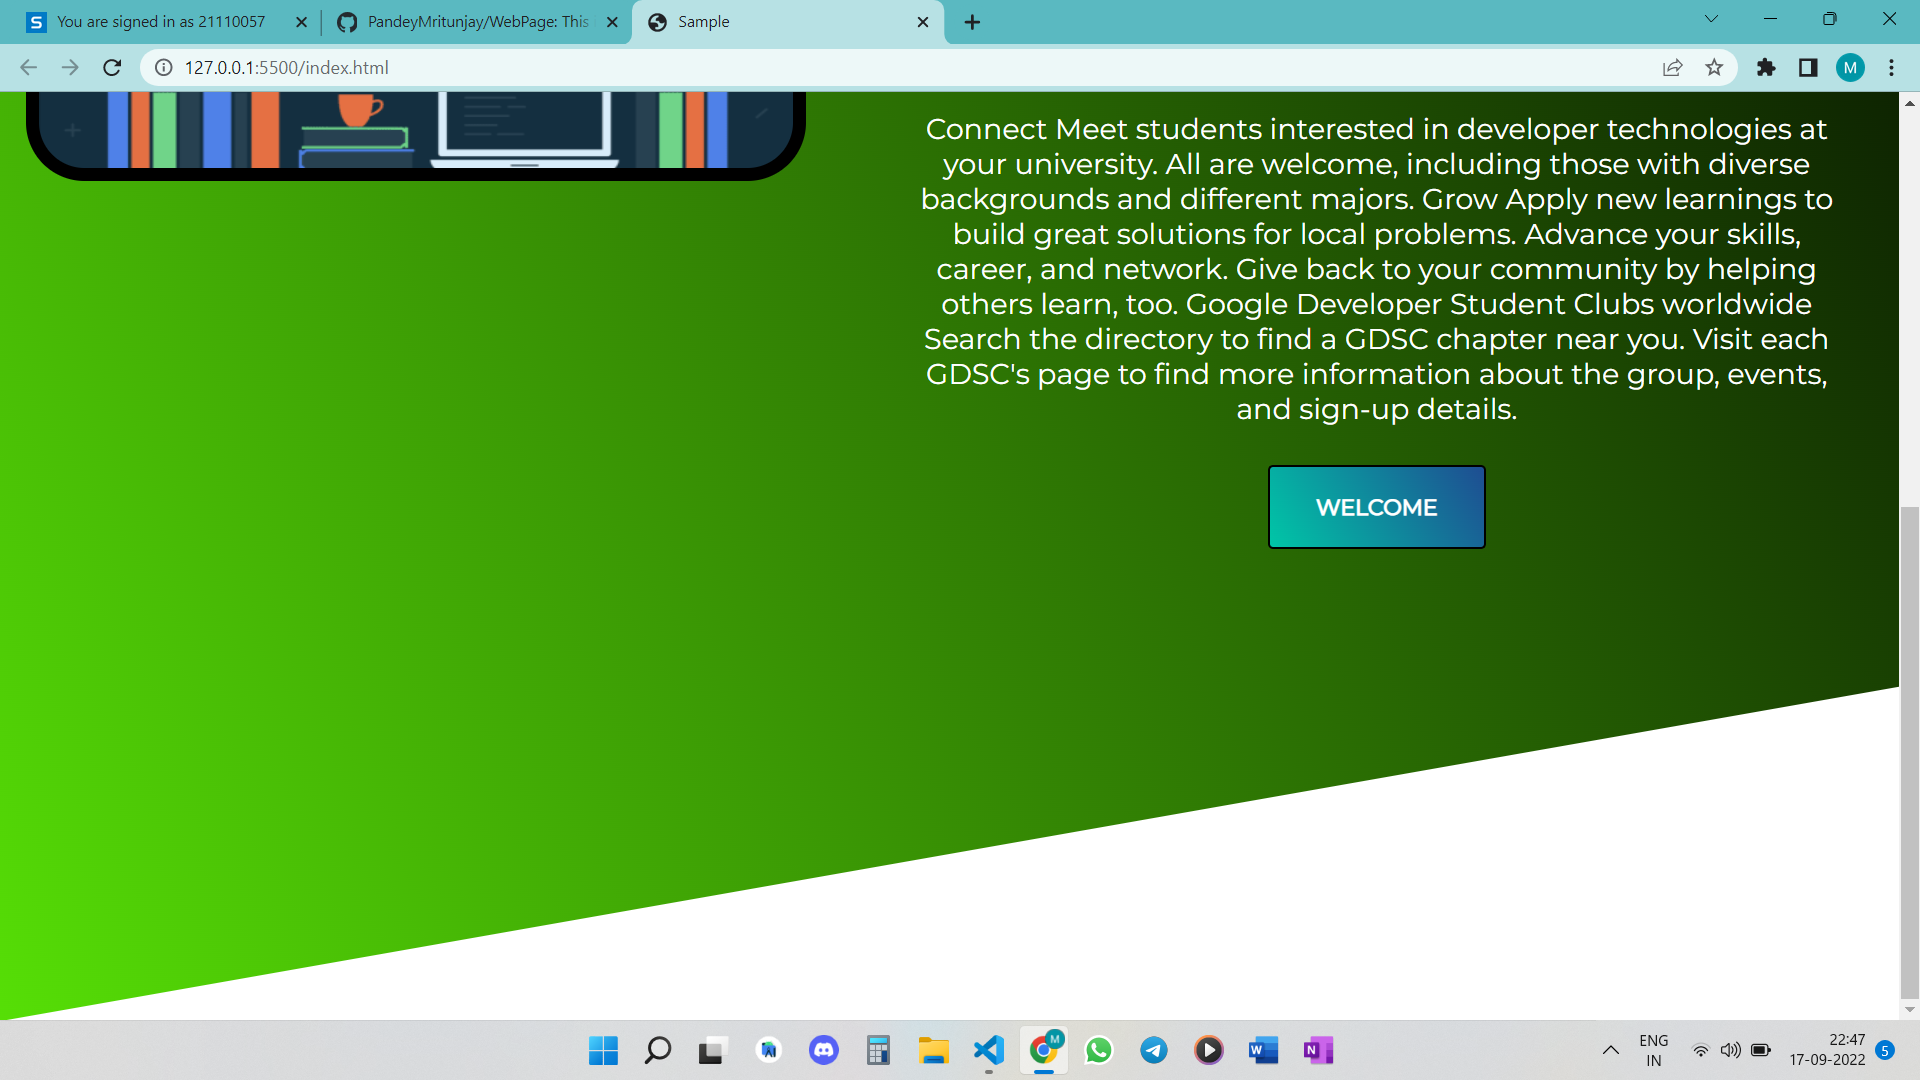 S You are signed in as 21110057
PandeyMritunjay/WebPage: This
Sample
127.0.0.1:5500/index.html
M
Connect Meet students interested in developer technologies at
your university. All are welcome, including those with diverse
backgrounds and different majors. Grow Apply new learnings to
build great solutions for local problems. Advance your skills,
career, and network. Give back to your community by helping
others learn, too. Google Developer Student Clubs worldwide
Search the directory to find a GDSC chapter near you. Visit each
GDSC's page to find more information about the group, events,
and sign-up details.
WELCOME
M
W
N
ENG
IN
22:47
17-09-2022
5